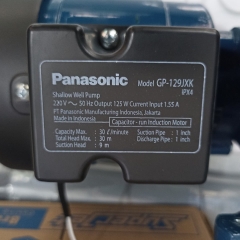 Panasonic Model GP-129JXK
IPX4
Shallow Well Pump
220 V ~ 50 Hz Output 125 W Current Input 1.55 A
PT. Panasonic Manufacturing Indonesia, Jakarta
Made in Indonesia
Capacitor - run Induction Motor
Capacity Max. : 30 ℓ/minute Suction Pipe : 1 inch
Total Head Max. : 30 m Discharge Pipe : 1 inch
Suction Head : 9 m